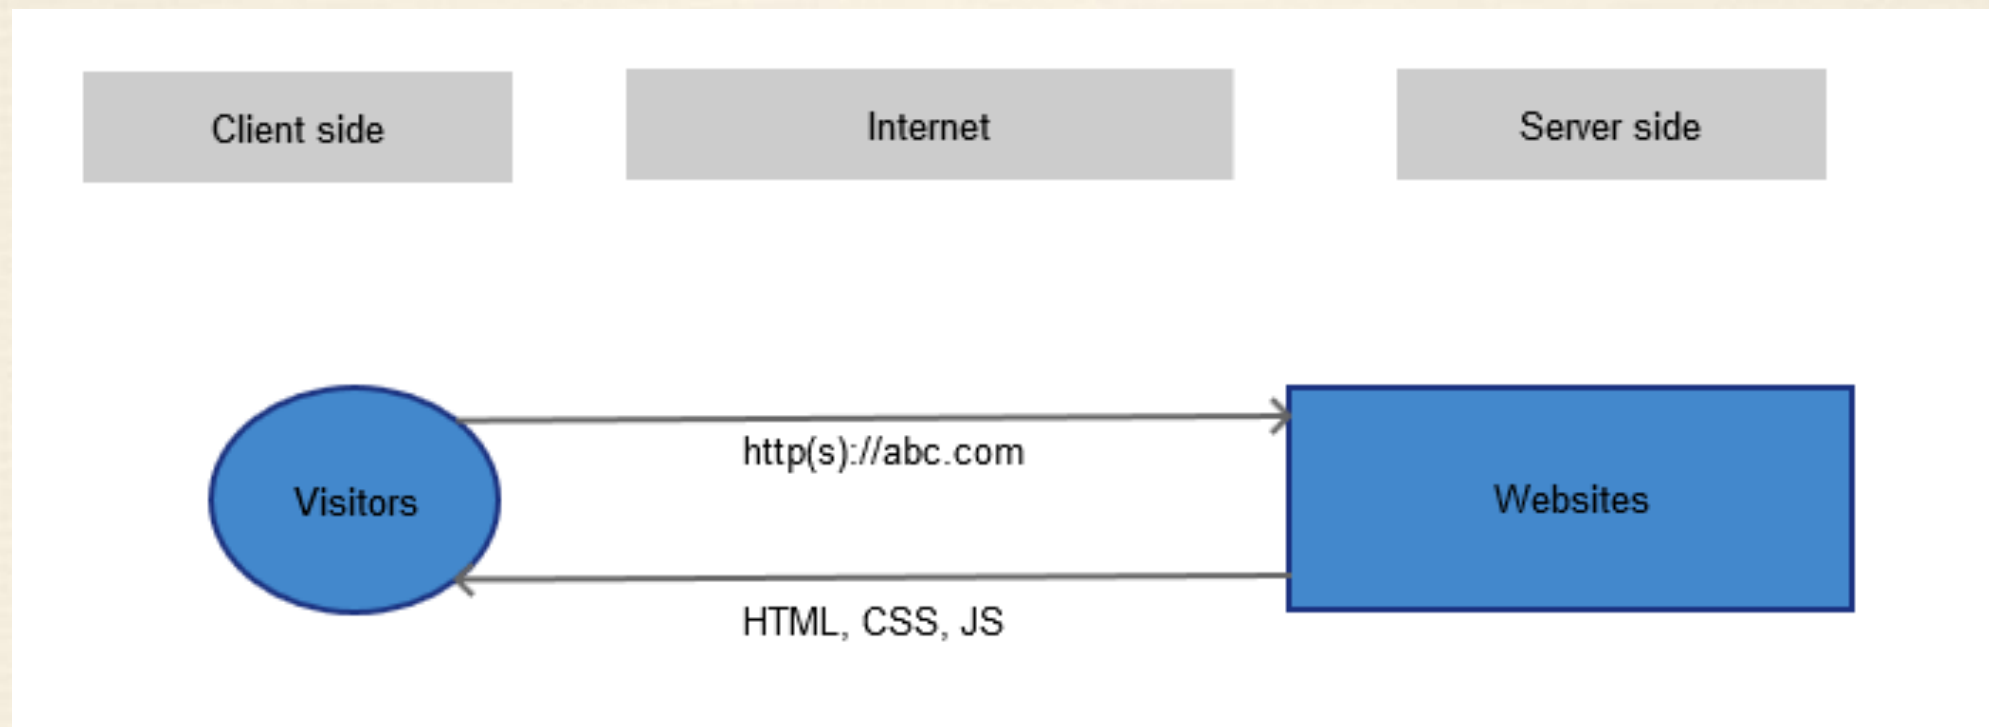 Client side
Internet
Server side
http(s)://abc.com
Visitors
Websites
HTML, CSS, JS